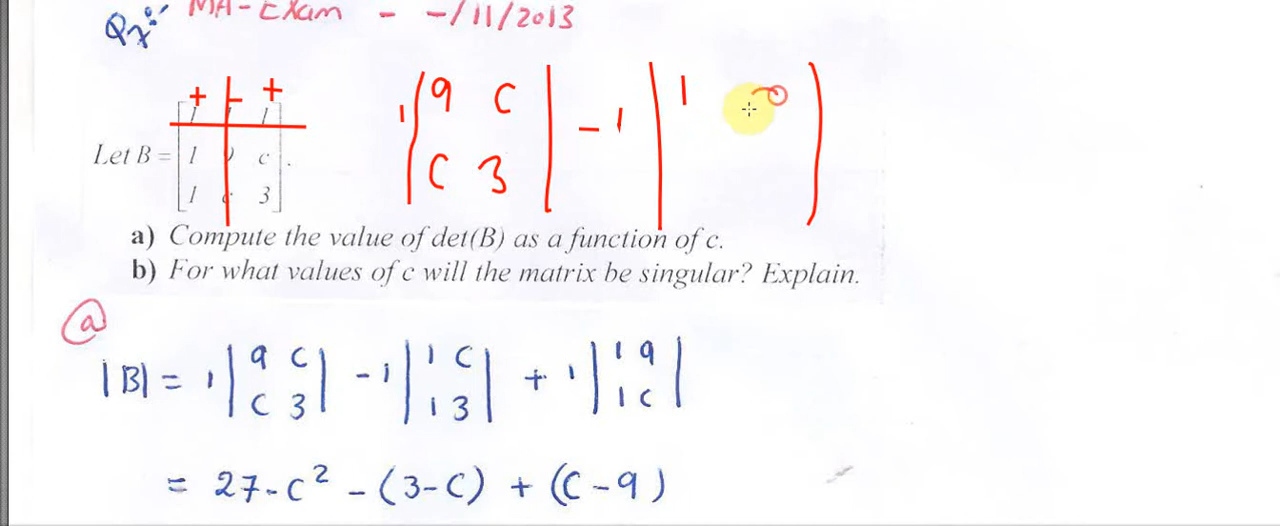 Q7: MA-Exam - -/11/2013
+ - +
1 | 9 c | - 1 | 1
c 3
Let B = [ 1 1
1 c
1 c 3 ].
a) Compute the value of det(B) as a function of c.
b) For what values of c will the matrix be singular? Explain.
(a)
|B| = 1 | 9 c | - 1 | 1 c | + 1 | 1 9 |
c 3 1 3 1 c
= 27 - c² - (3 - c) + (c - 9)